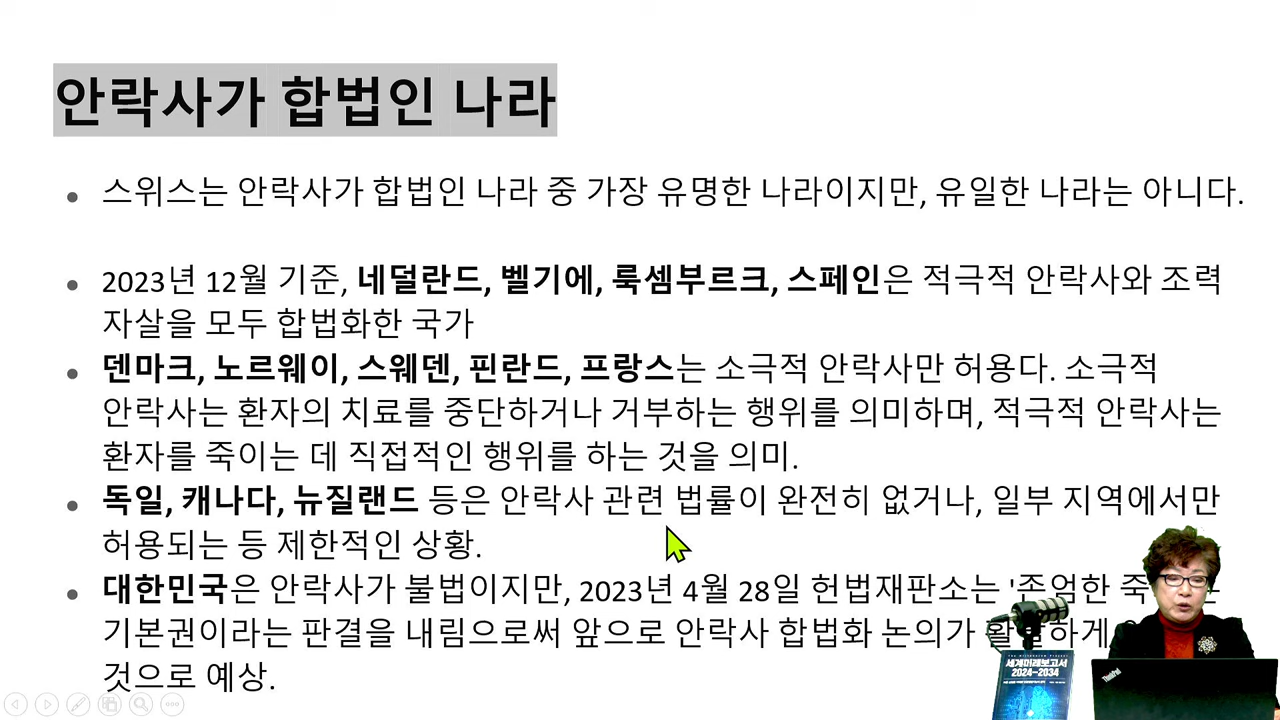 안락사가 합법인 나라
스위스는 안락사가 합법인 나라 중 가장 유명한 나라이지만, 유일한 나라는 아니다.
2023년 12월 기준, 네덜란드, 벨기에, 룩셈부르크, 스페인은 적극적 안락사와 조력
자살을 모두 합법화한 국가
덴마크, 노르웨이, 스웨덴, 핀란드, 프랑스는 소극적 안락사만 허용다. 소극적
안락사는 환자의 치료를 중단하거나 거부하는 행위를 의미하며, 적극적 안락사는
환자를 죽이는 데 직접적인 행위를 하는 것을 의미.
독일, 캐나다, 뉴질랜드 등은 안락사 관련 법률이 완전히 없거나, 일부 지역에서만
허용되는 등 제한적인 상황.
대한민국은 안락사가 불법이지만, 2023년 4월 28일 헌법재판소는 '존엄한
기본권이라는 판결을 내림으로써 앞으로 안락사 합법화 논의가
것으로 예상.
세계미래보고서
2024-2034
ThinkPad